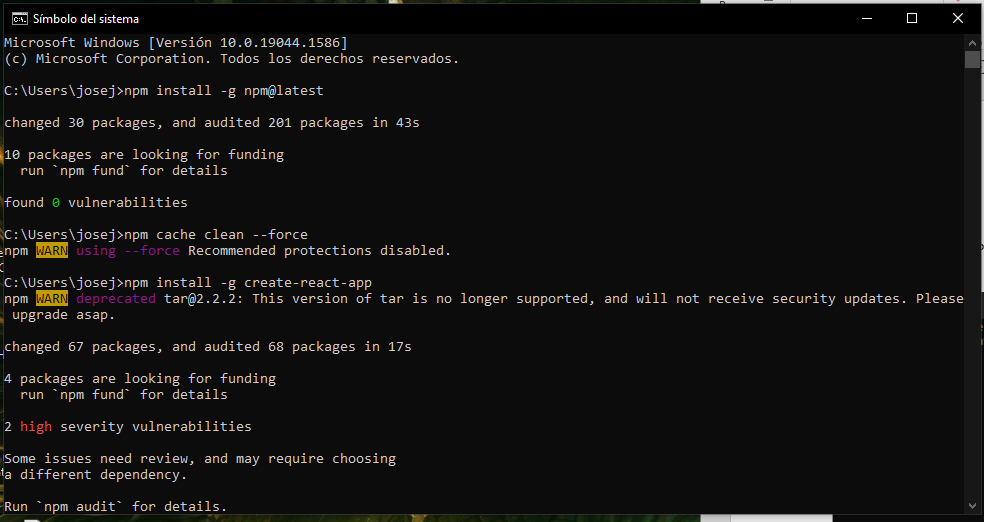 Símbolo del sistema
Microsoft Windows [Versión 10.0.19044.1586]
(c) Microsoft Corporation. Todos los derechos reservados.
C:\Users\josej>npm install -g npm@latest
changed 30 packages, and audited 201 packages in 43s
10 packages are looking for funding
  run `npm fund` for details
found 0 vulnerabilities
C:\Users\josej>npm cache clean --force
npm WARN using --force Recommended protections disabled.
C:\Users\josej>npm install -g create-react-app
npm WARN deprecated tar@2.2.2: This version of tar is no longer supported, and will not receive security updates. Please
 upgrade asap.
changed 67 packages, and audited 68 packages in 17s
4 packages are looking for funding
  run `npm fund` for details
2 high severity vulnerabilities
Some issues need review, and may require choosing
a different dependency.
Run `npm audit` for details.